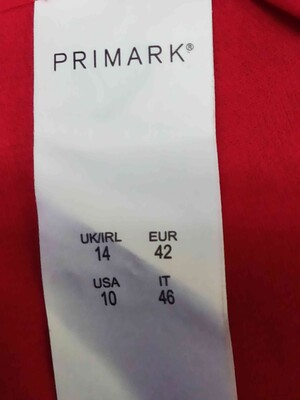 PRIMARK®
UK/IRL EUR
14 42
USA IT
10 46